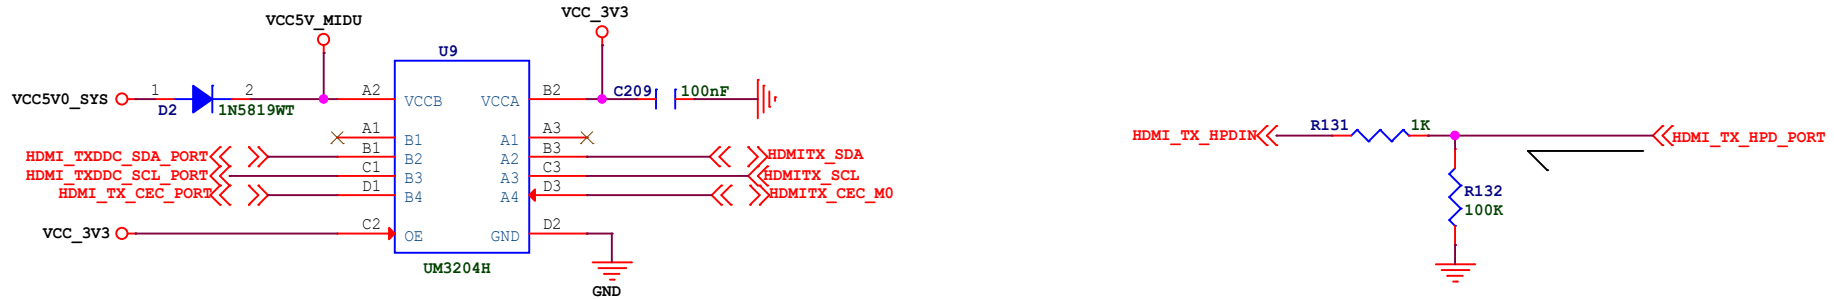 VCC5V_MIDU
VCC_3V3
U9
VCC5V0_SYS
1
2
D2
1N5819WT
A2
VCCB
VCCA
B2
C209
100nF
A1
B1
A1
A3
HDMI_TXDDC_SDA_PORT
B1
B2
A2
B3
HDMITX_SDA
HDMI_TXDDC_SCL_PORT
C1
B3
A3
C3
HDMITX_SCL
HDMI_TX_CEC_PORT
D1
B4
A4
D3
HDMITX_CEC_M0
VCC_3V3
C2
OE
GND
D2
UM3204H
GND
HDMI_TX_HPDIN
R131
1K
HDMI_TX_HPD_PORT
R132
100K